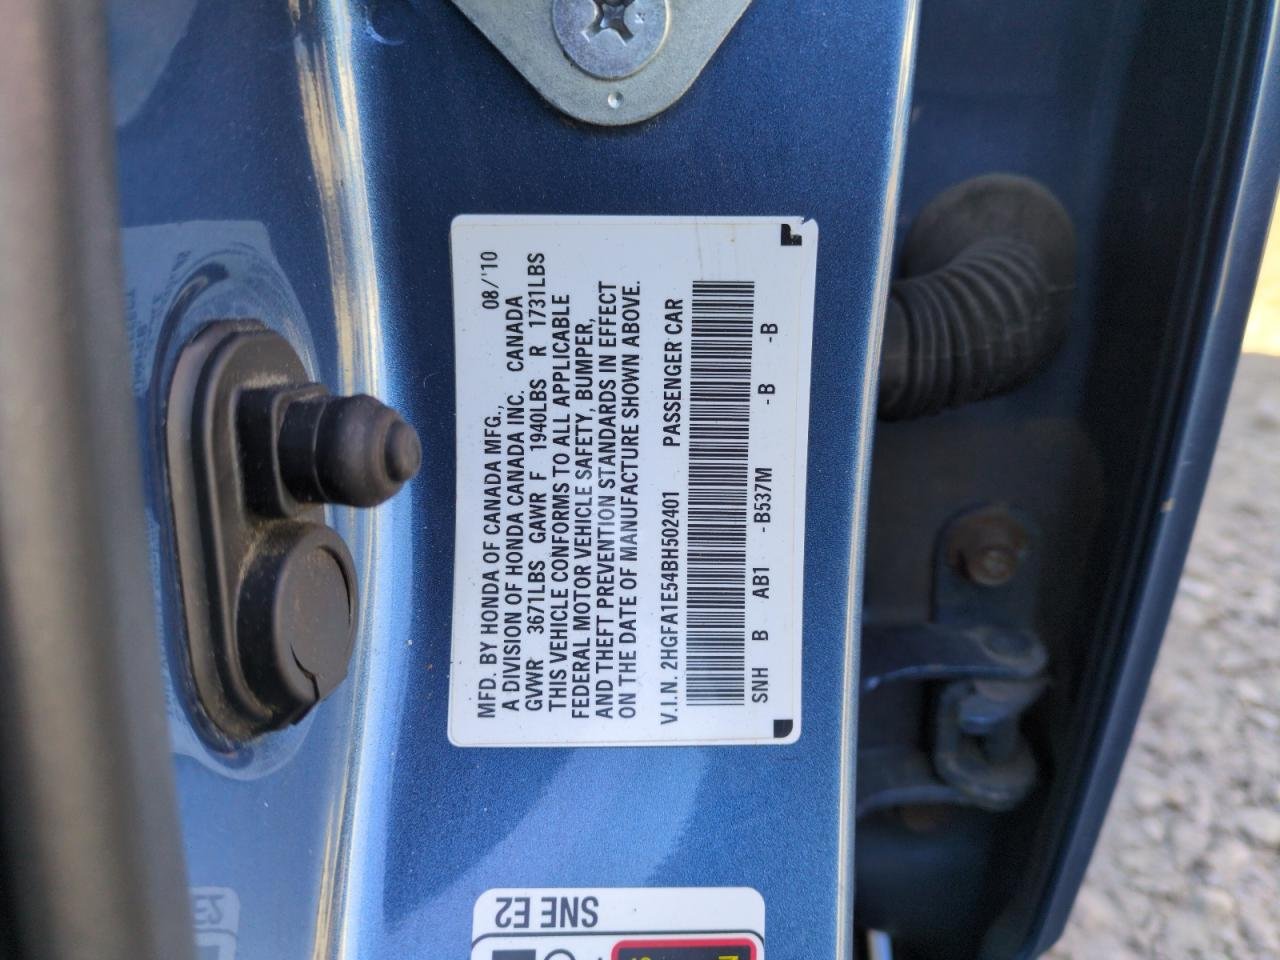 MFD. BY HONDA OF CANADA MFG., 08/'10
A DIVISION OF HONDA CANADA INC. CANADA
GVWR 3671LBS GAWR F 1940LBS R 1731LBS
THIS VEHICLE CONFORMS TO ALL APPLICABLE
FEDERAL MOTOR VEHICLE SAFETY, BUMPER,
AND THEFT PREVENTION STANDARDS IN EFFECT
ON THE DATE OF MANUFACTURE SHOWN ABOVE.
V.I.N. 2HGFA1E54BH502401 PASSENGER CAR
SNH B AB1 -B537M -B -B
SNE E2